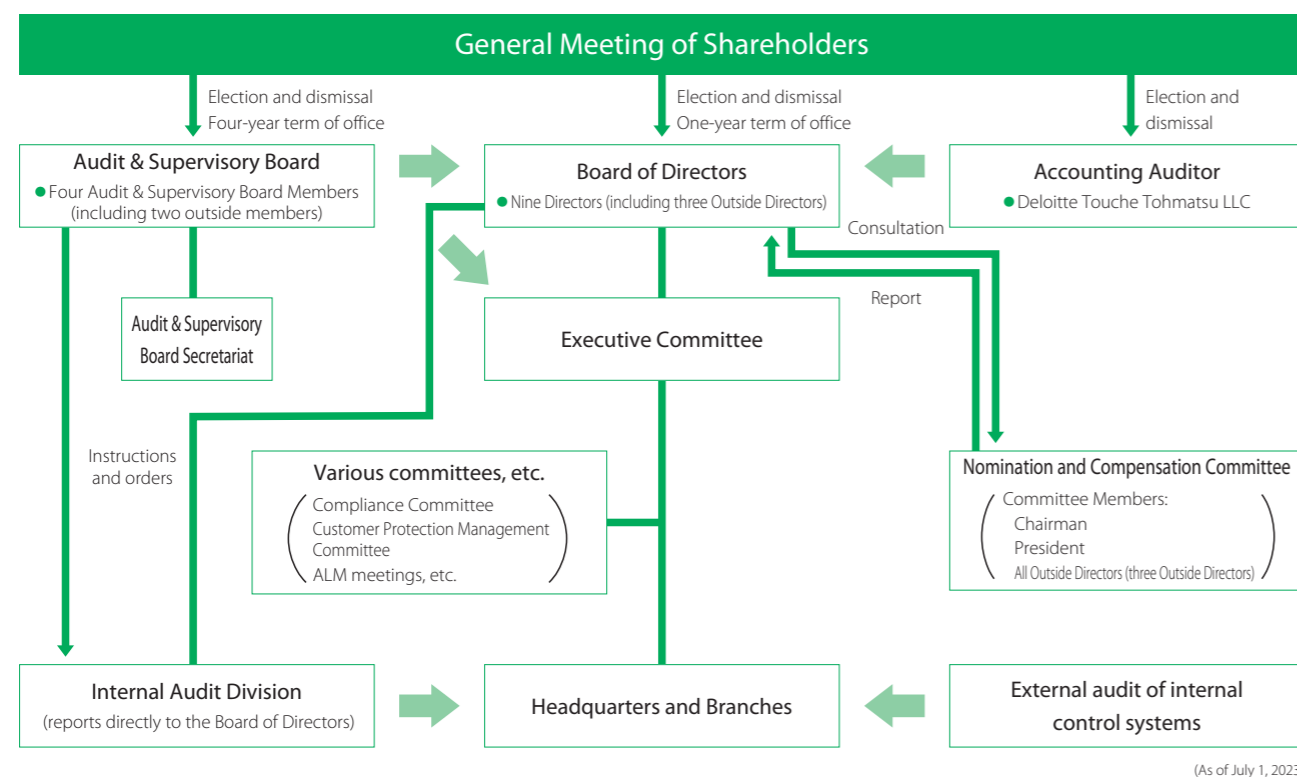 General Meeting of Shareholders
Election and dismissal
Four-year term of office
Election and dismissal
One-year term of office
Election and
dismissal
Audit & Supervisory Board
● Four Audit & Supervisory Board Members
(including two outside members)
Board of Directors
● Nine Directors (including three Outside Directors)
Accounting Auditor
● Deloitte Touche Tohmatsu LLC
Consultation
Report
Audit & Supervisory
Board Secretariat
Executive Committee
Instructions
and orders
Various committees, etc.
Compliance Committee
Customer Protection Management
Committee
ALM meetings, etc.
Nomination and Compensation Committee
Committee Members:
Chairman
President
All Outside Directors (three Outside Directors)
Internal Audit Division
(reports directly to the Board of Directors)
Headquarters and Branches
External audit of internal
control systems
(As of July 1, 2023